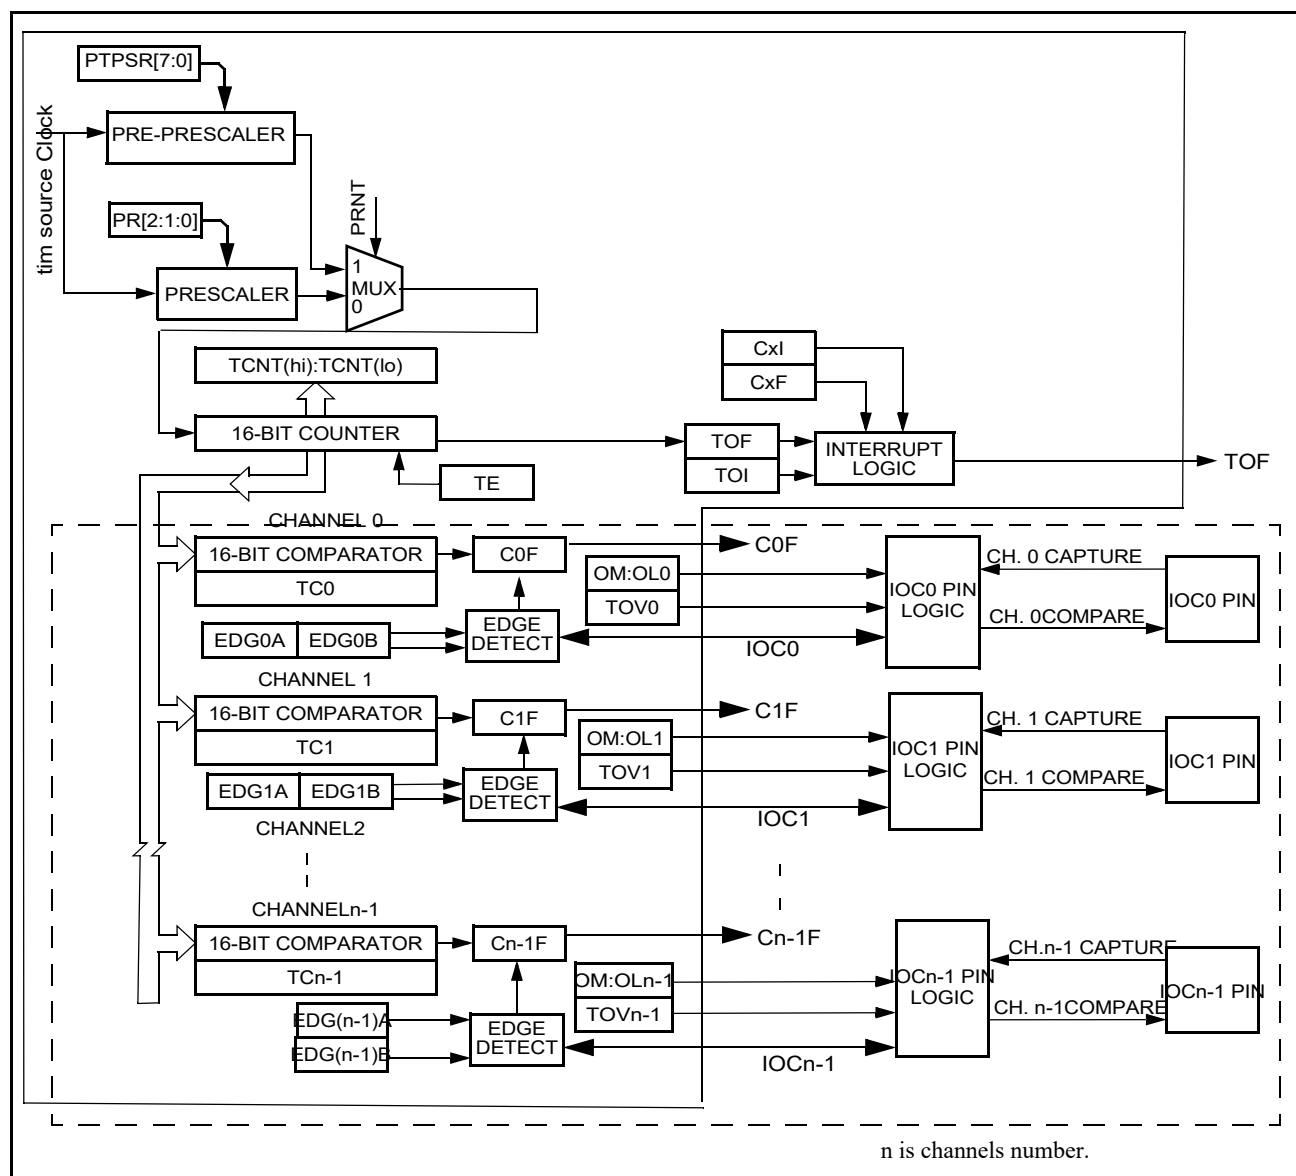 PTPSR[7:0]
tim source Clock
PRE-PRESCALER
PRNT
PR[2:1:0]
1
MUX
0
PRESCALER
CxI
TCNT(hi):TCNT(lo)
CxF
16-BIT COUNTER
TOF
INTERRUPT
LOGIC
TOF
TOI
TE
CHANNEL 0
16-BIT COMPARATOR
C0F
C0F
TC0
OM:OL0
TOV0
IOC0 PIN
LOGIC
CH. 0 CAPTURE
IOC0 PIN
CH. 0COMPARE
EDG0A
EDG0B
EDGE
DETECT
IOC0
CHANNEL 1
16-BIT COMPARATOR
C1F
C1F
TC1
OM:OL1
TOV1
IOC1 PIN
LOGIC
CH. 1 CAPTURE
IOC1 PIN
CH. 1 COMPARE
EDG1A
EDG1B
EDGE
DETECT
IOC1
CHANNEL2
CHANNELn-1
16-BIT COMPARATOR
Cn-1F
Cn-1F
TCn-1
OM:OLn-1
TOVn-1
IOCn-1 PIN
LOGIC
CH.n-1 CAPTURE
IOCn-1 PIN
CH. n-1COMPARE
EDG(n-1)A
EDG(n-1)B
EDGE
DETECT
IOCn-1
n is channels number.